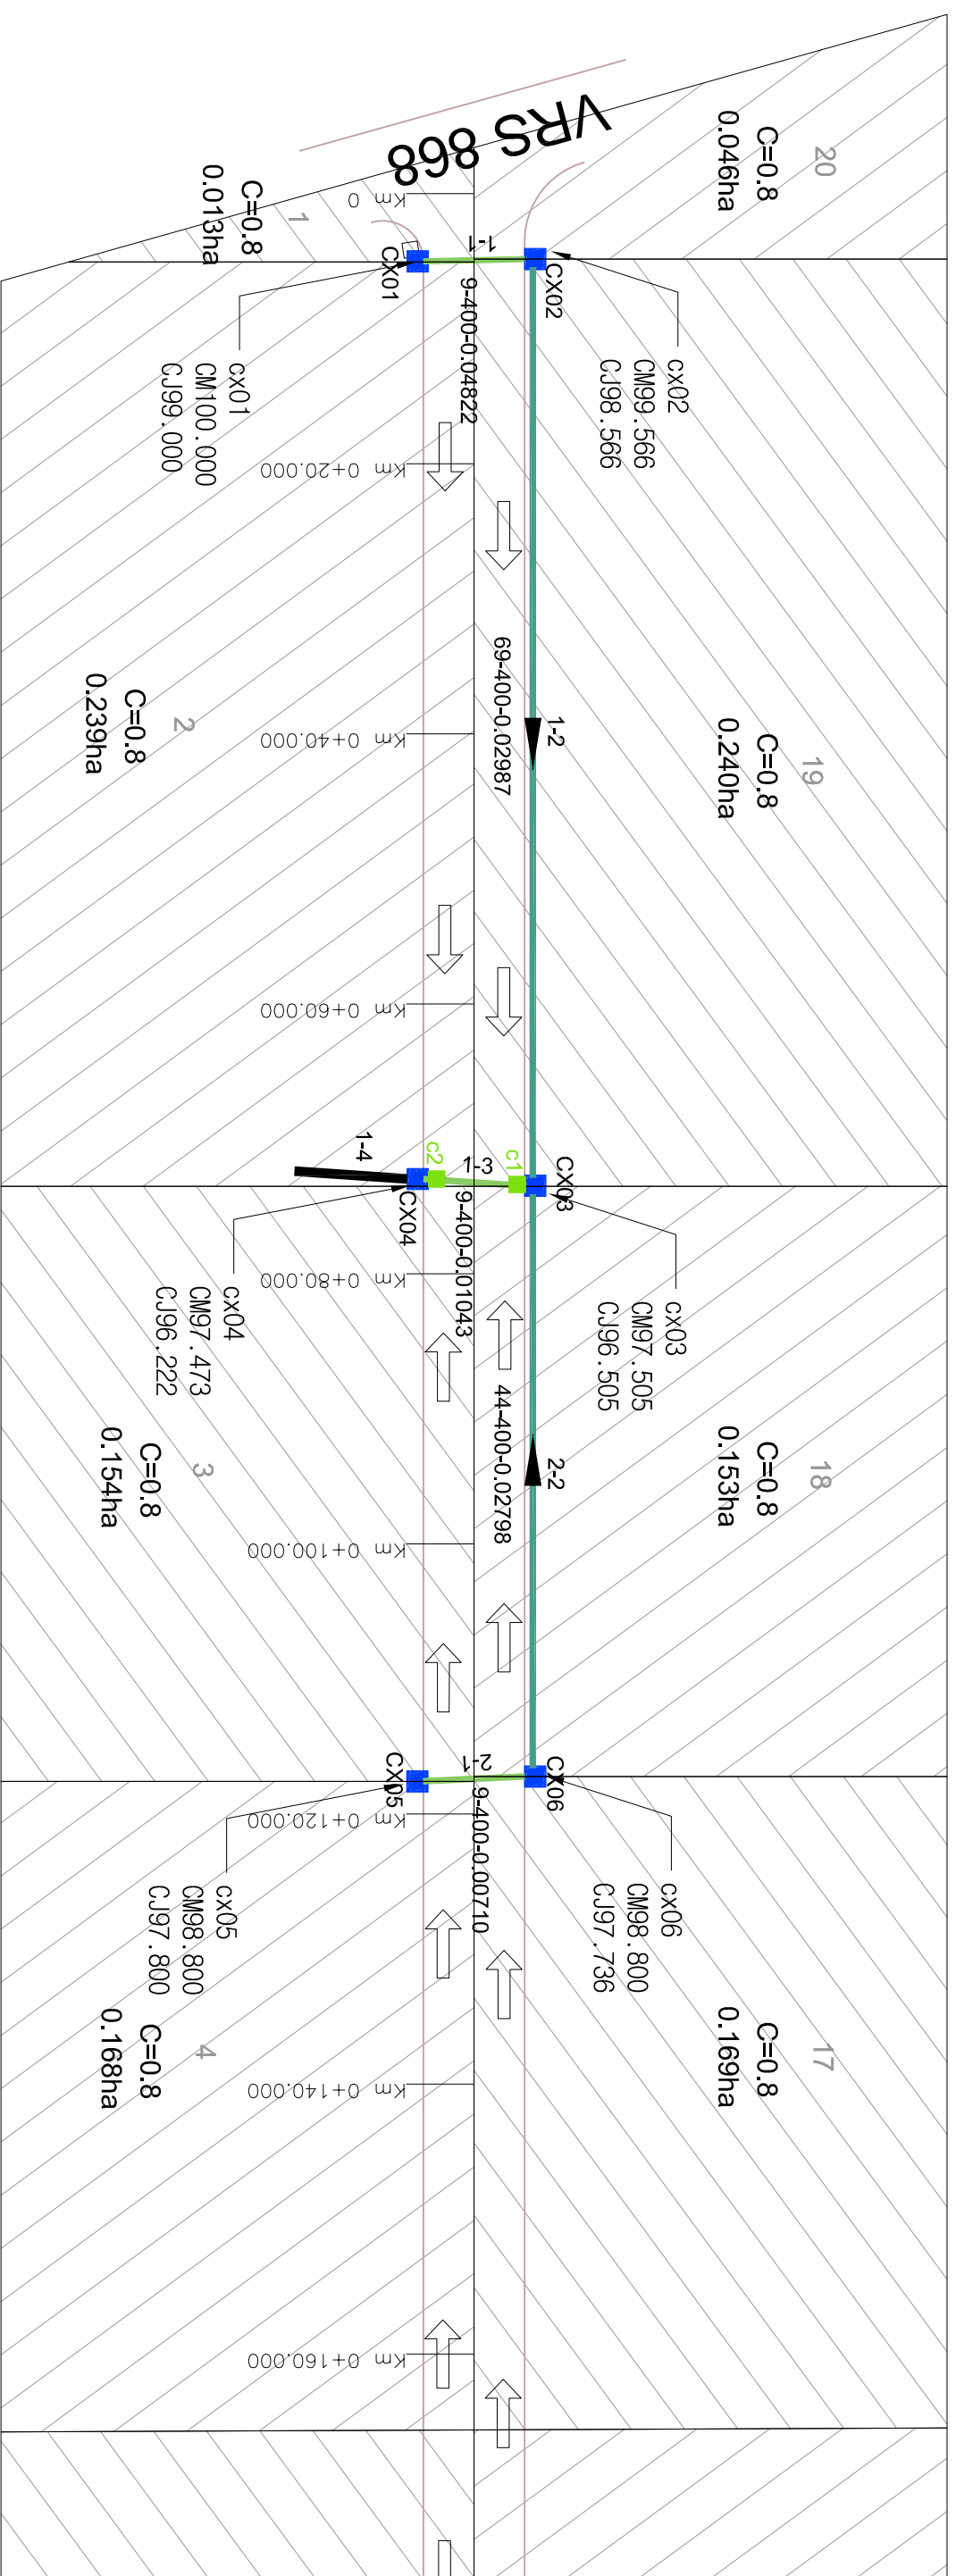 VRS 868
20
C=0.8
0.046ha
1
C=0.8
0.013ha
Km 0
1-1
CX01
CX02
9-400-0.04822
cx01
CM100.000
CJ99.000
cx02
CM99.566
CJ98.566
Km 0+20.000
69-400-0.02987
1-2
19
C=0.8
0.240ha
2
C=0.8
0.239ha
Km 0+40.000
Km 0+60.000
1-4
c2
1-3
c1
CX03
CX04
9-400-0.01043
cx04
CM97.473
CJ96.222
cx03
CM97.505
CJ96.505
Km 0+80.000
44-400-0.02798
2-2
18
C=0.8
0.153ha
3
C=0.8
0.154ha
Km 0+100.000
2-1
CX05
CX06
9-400-0.00710
Km 0+120.000
cx05
CM98.800
CJ97.800
cx06
CM98.800
CJ97.736
17
C=0.8
0.169ha
4
C=0.8
0.168ha
Km 0+140.000
Km 0+160.000